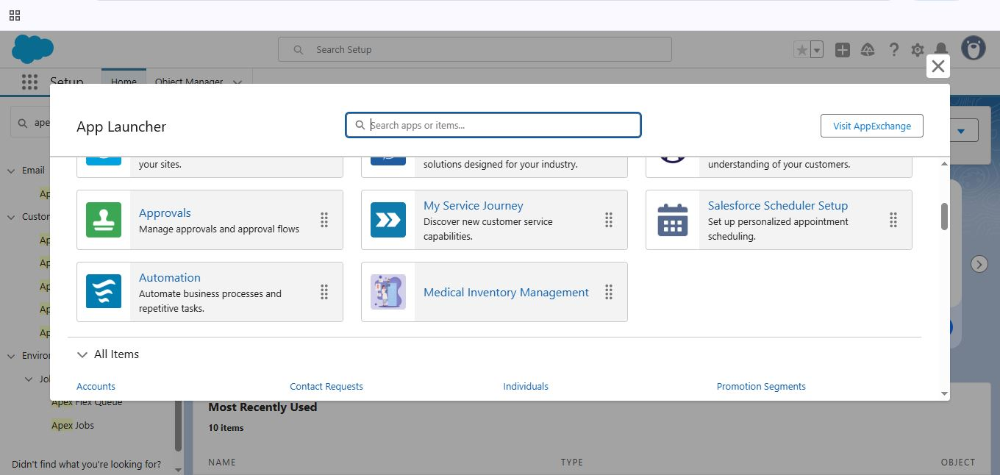 Search Setup
Setup
Home
Object Manager
ape
App Launcher
Search apps or items...
Visit AppExchange
your sites.
solutions designed for your industry.
understanding of your customers.
Email
Ap
Approvals
Manage approvals and approval flows
My Service Journey
Discover new customer service
capabilities.
Salesforce Scheduler Setup
Set up personalized appointment
scheduling.
Custor
Ap
Ap
Ap
Ap
Ap
Automation
Automate business processes and
repetitive tasks.
Medical Inventory Management
All Items
Environ
Accounts
Contact Requests
Individuals
Promotion Segments
Apex Flex Queue
Apex Jobs
Most Recently Used
10 items
Didn't find what you're looking for?
NAME
TYPE
OBJECT